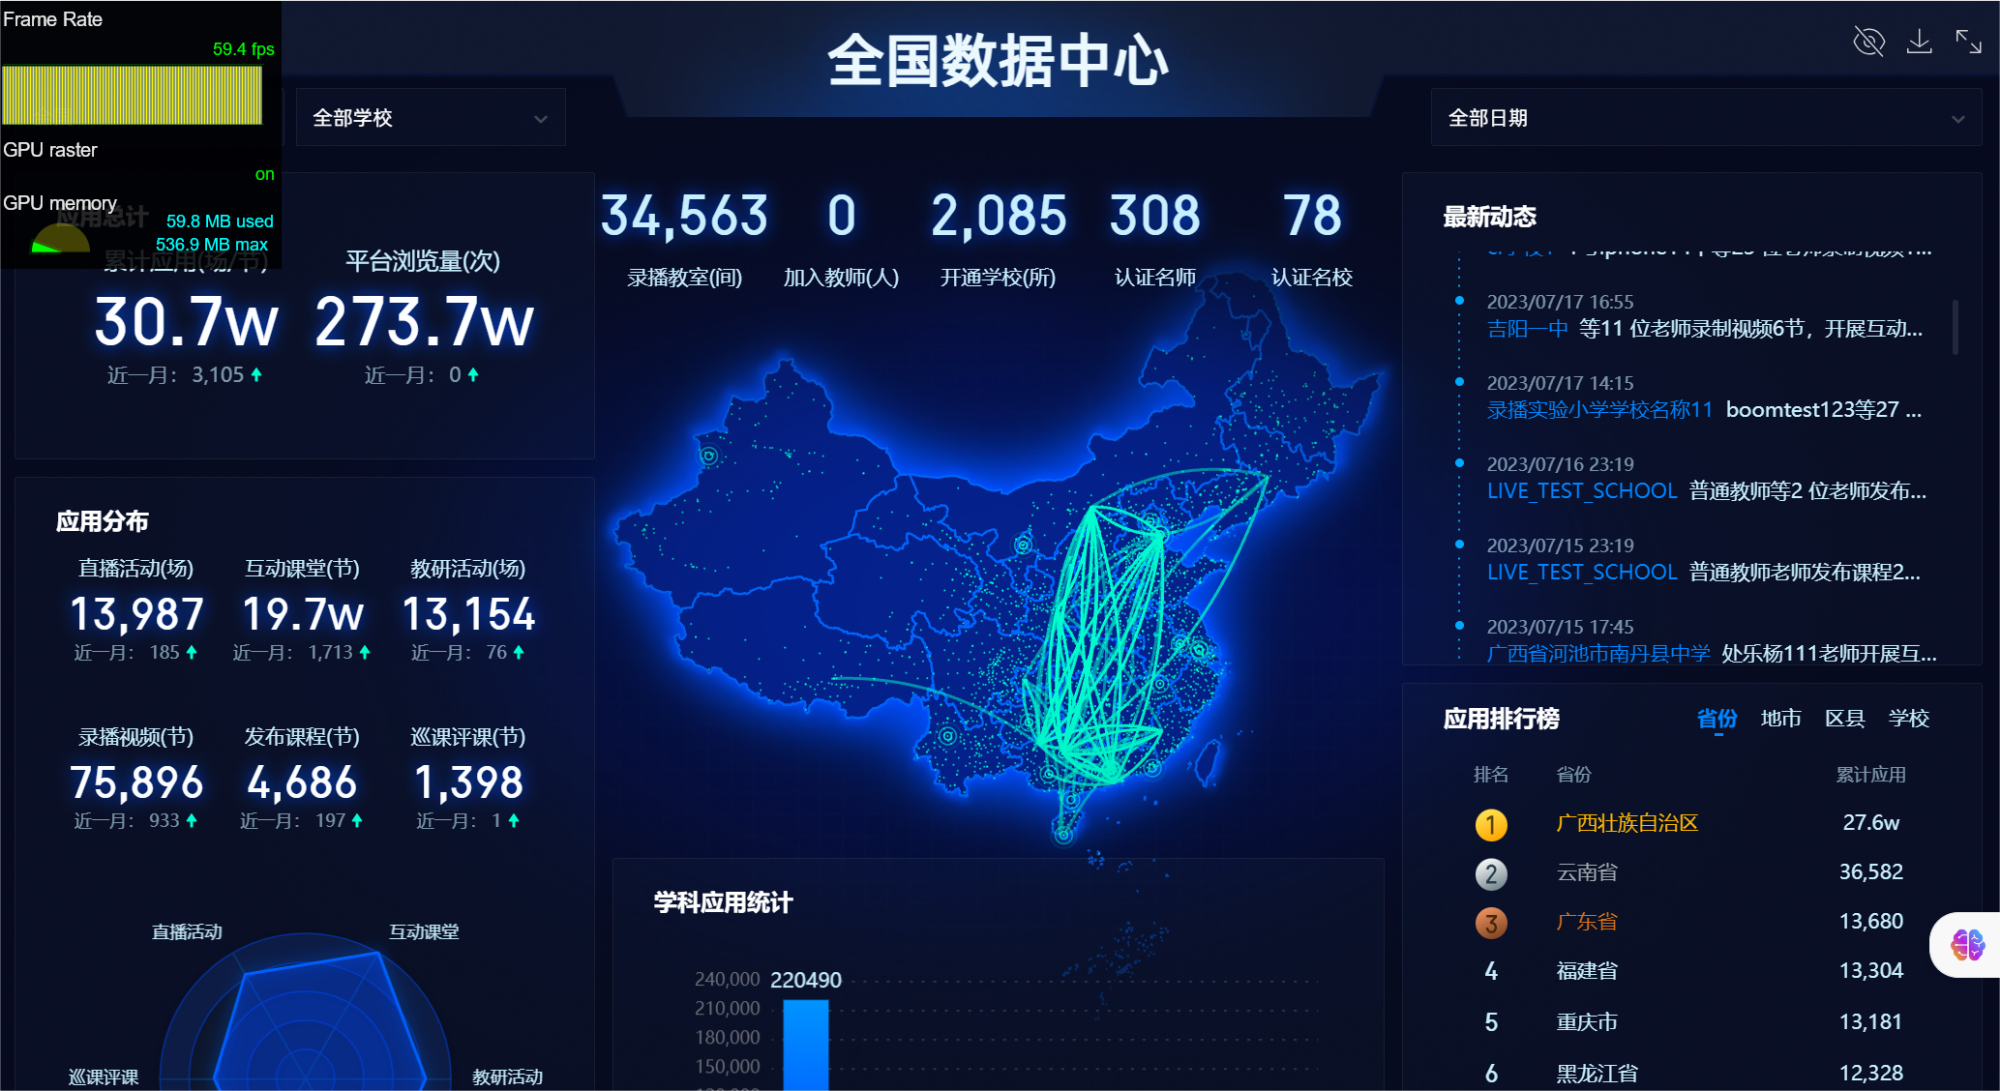 Frame Rate
59.4 fps
GPU raster
on
GPU memory
59.8 MB used
536.9 MB max
全国数据中心
全部学校
全部日期
应用总计
累计应用(场/节)
平台浏览量(次)
30.7w
273.7w
近一月： 3,105
近一月： 0
34,563
0
2,085
308
78
录播教室(间)
加入教师(人)
开通学校(所)
认证名师
认证名校
应用分布
直播活动(场)
互动课堂(节)
教研活动(场)
13,987
19.7w
13,154
近一月： 185
近一月： 1,713
近一月： 76
录播视频(节)
发布课程(节)
巡课评课(节)
75,896
4,686
1,398
近一月： 933
近一月： 197
近一月： 1
直播活动
互动课堂
巡课评课
教研活动
学科应用统计
240,000
220490
210,000
180,000
150,000
最新动态
2023/07/17 16:55
吉阳一中 等11 位老师录制视频6节，开展互动...
2023/07/17 14:15
录播实验小学学校名称11 boomtest123等27 ...
2023/07/16 23:19
LIVE_TEST_SCHOOL 普通教师等2 位老师发布...
2023/07/15 23:19
LIVE_TEST_SCHOOL 普通教师老师发布课程2...
2023/07/15 17:45
广西省河池市南丹县中学 处乐杨111老师开展互...
应用排行榜
省份 地市 区县 学校
排名 省份 累计应用
1 广西壮族自治区 27.6w
2 云南省 36,582
3 广东省 13,680
4 福建省 13,304
5 重庆市 13,181
6 黑龙江省 12,328